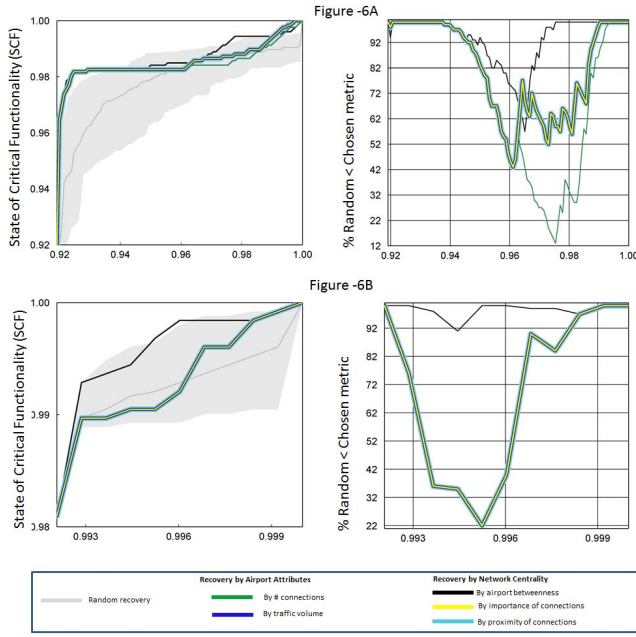 Figure -6A
State of Critical Functionality (SCF)
1.00
0.98
0.96
0.94
0.92
0.92
0.94
0.96
0.98
1.00
% Random < Chosen metric
92
82
72
62
52
42
32
22
12
0.92
0.94
0.96
0.98
1.00
Figure -6B
State of Critical Functionality (SCF)
1.00
0.99
0.98
0.993
0.996
0.999
% Random < Chosen metric
92
82
72
62
52
42
32
22
0.993
0.996
0.999
Random recovery
Recovery by Airport Attributes
By # connections
By traffic volume
Recovery by Network Centrality
By airport betweenness
By importance of connections
By proximity of connections